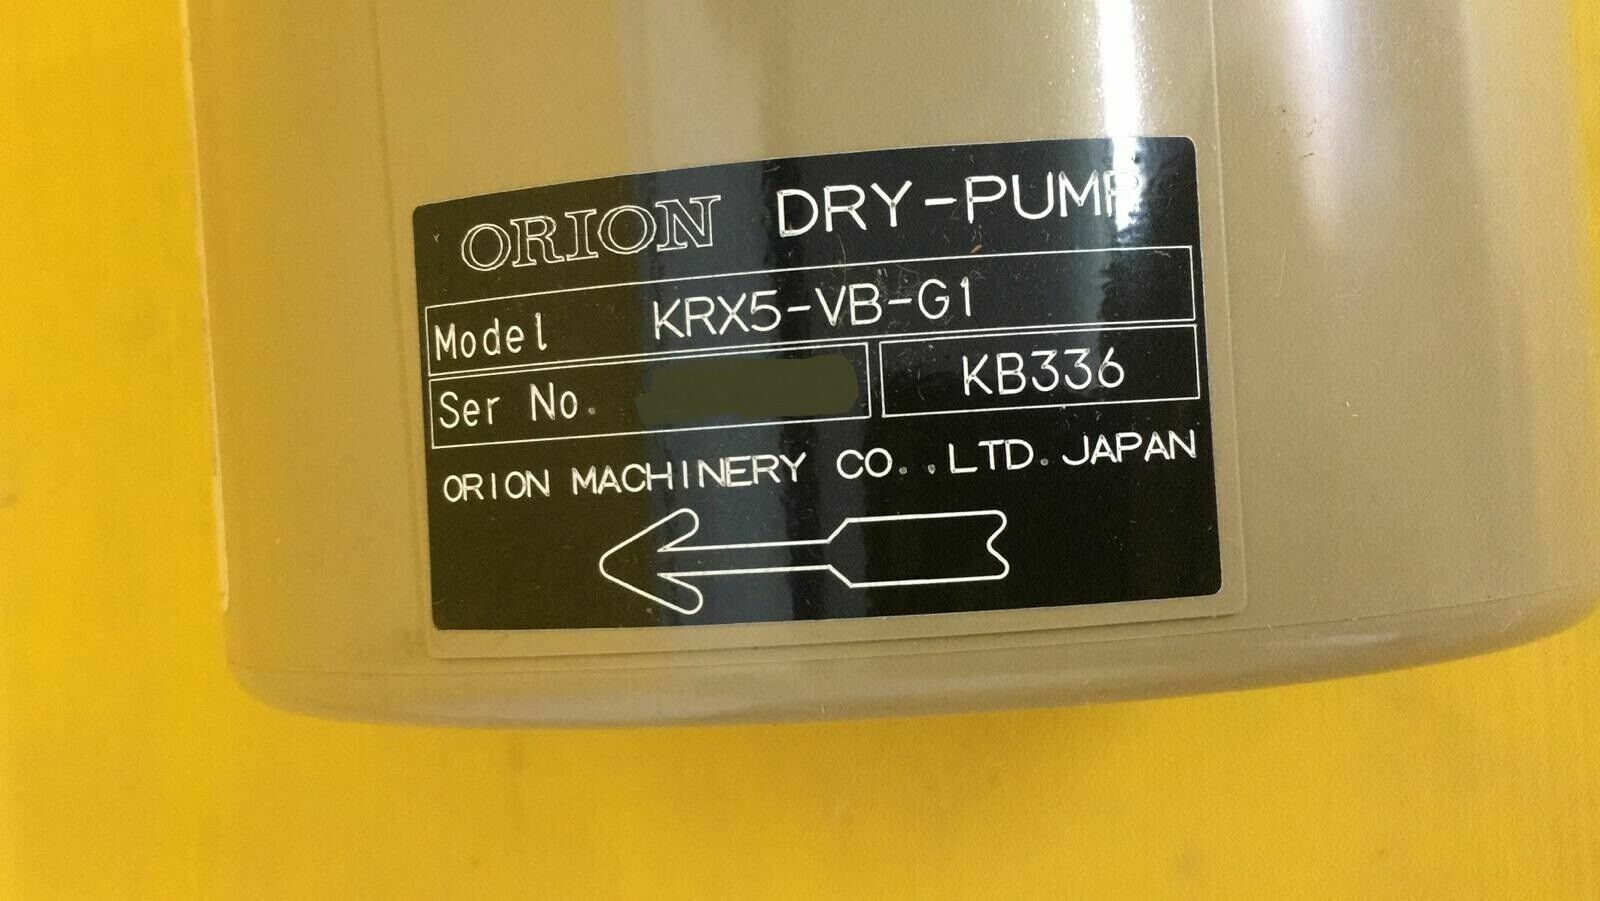 ORION DRY-PUMP
Model KRX5-VB-G1
Ser No. KB336
ORION MACHINERY CO.,LTD. JAPAN